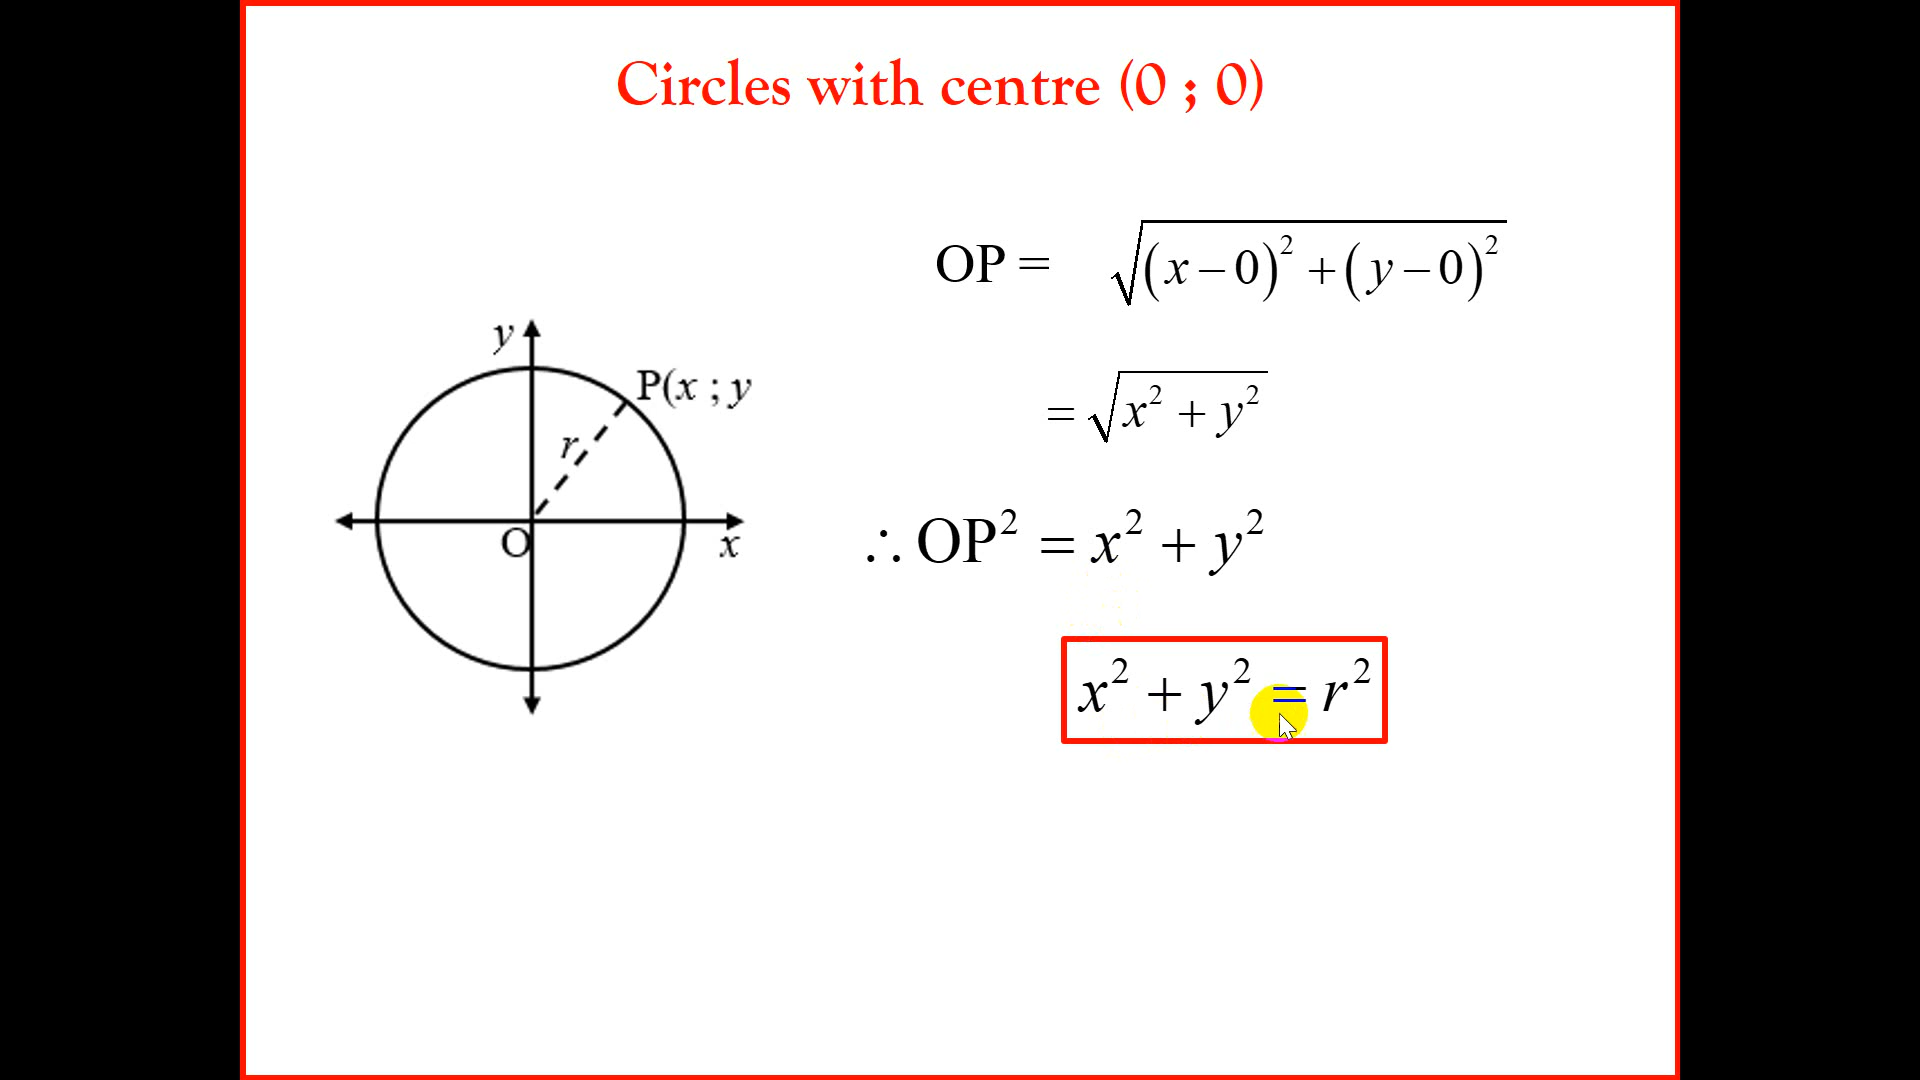 Circles with centre (0 ; 0)
OP = √((x − 0)² + (y − 0)²)
= √(x² + y²)
∴ OP² = x² + y²
x² + y² = r²
y
P(x ; y
r
O
x